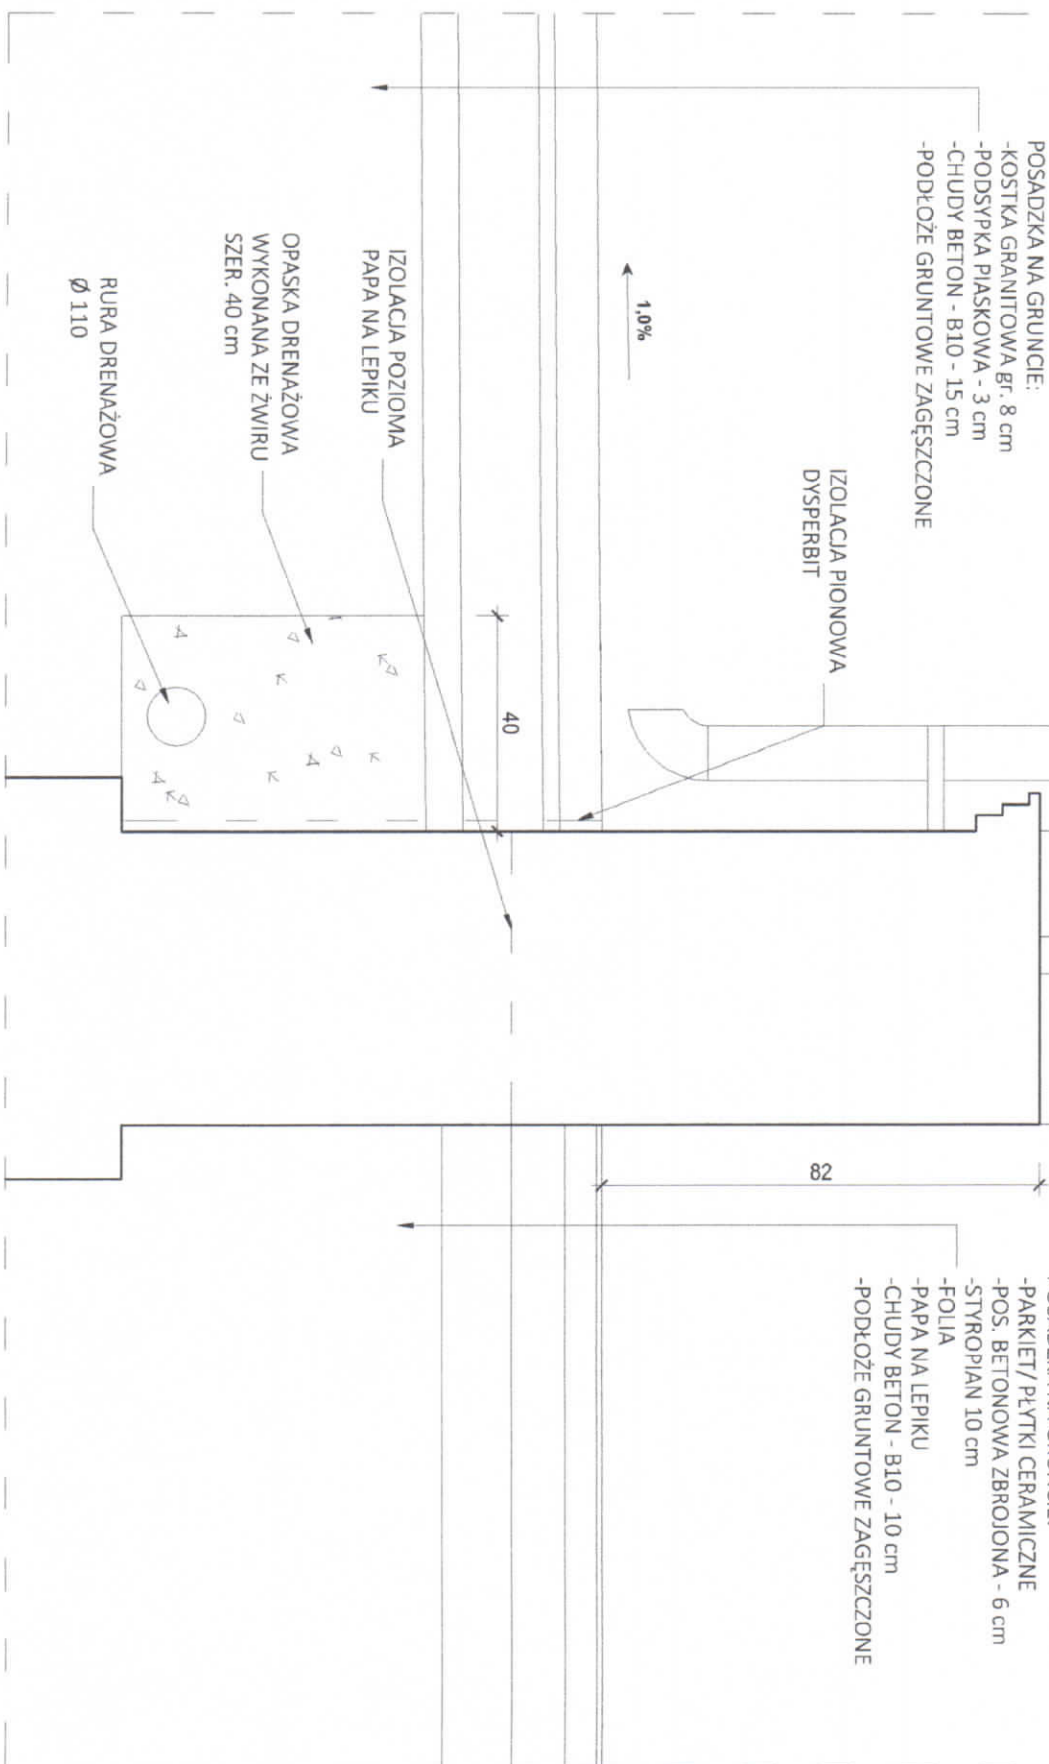 POSADZKA NA GRUNCIE:
-KOSTKA GRANITOWA gr. 8 cm
-PODSYPKA PIASKOWA - 3 cm
-CHUDY BETON - B10 - 15 cm
-PODŁOŻE GRUNTOWE ZAGĘSZCZONE
IZOLACJA PIONOWA
DYSPERBIT
1,0%
IZOLACJA POZIOMA
PAPA NA LEPIKU
OPASKA DRENAŻOWA
WYKONANA ZE ŻWIRU
SZER. 40 cm
RURA DRENAŻOWA
Ø 110
40
82
-PARKIET/ PŁYTKI CERAMICZNE
-POS. BETONOWA ZBROJONA - 6 cm
-STYROPIAN 10 cm
-FOLIA
-PAPA NA LEPIKU
-CHUDY BETON - B10 - 10 cm
-PODŁOŻE GRUNTOWE ZAGĘSZCZONE